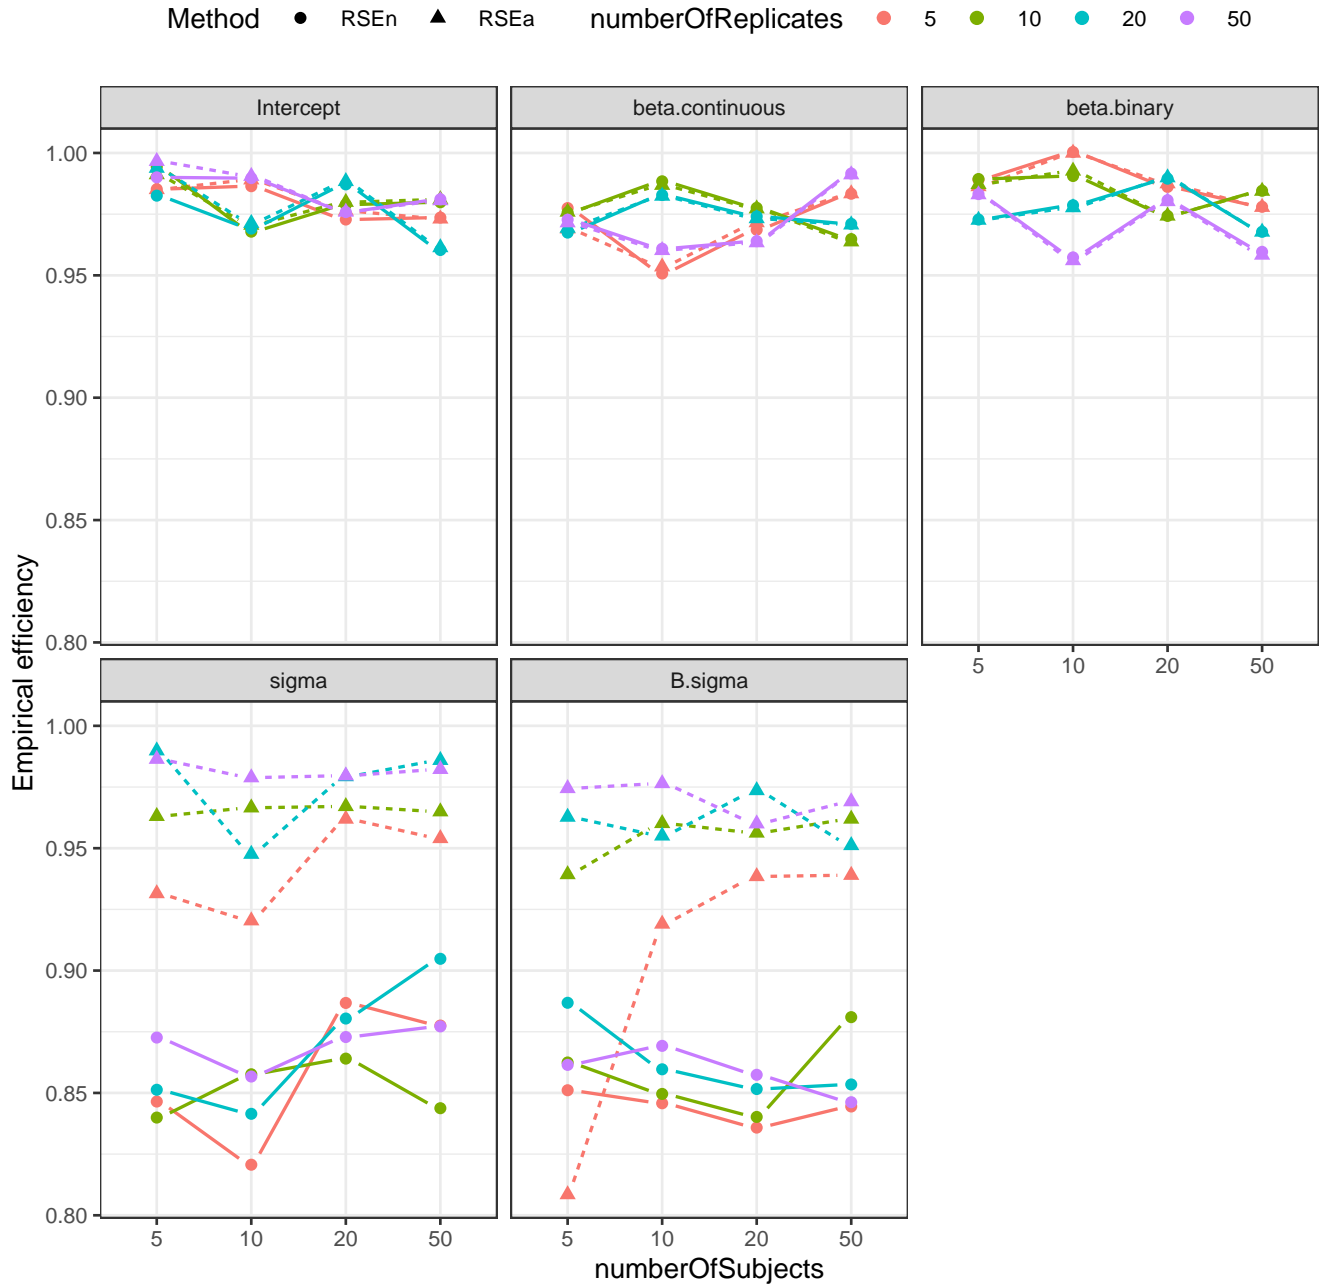 Method RSEn RSEa numberOfReplicates 5 10 20 50
Intercept beta.continuous beta.binary
1.00
0.95
0.90
0.85
0.80
5 10 20 50
Empirical efficiency
sigma B.sigma
1.00
0.95
0.90
0.85
0.80
5 10 20 50 5 10 20 50
numberOfSubjects